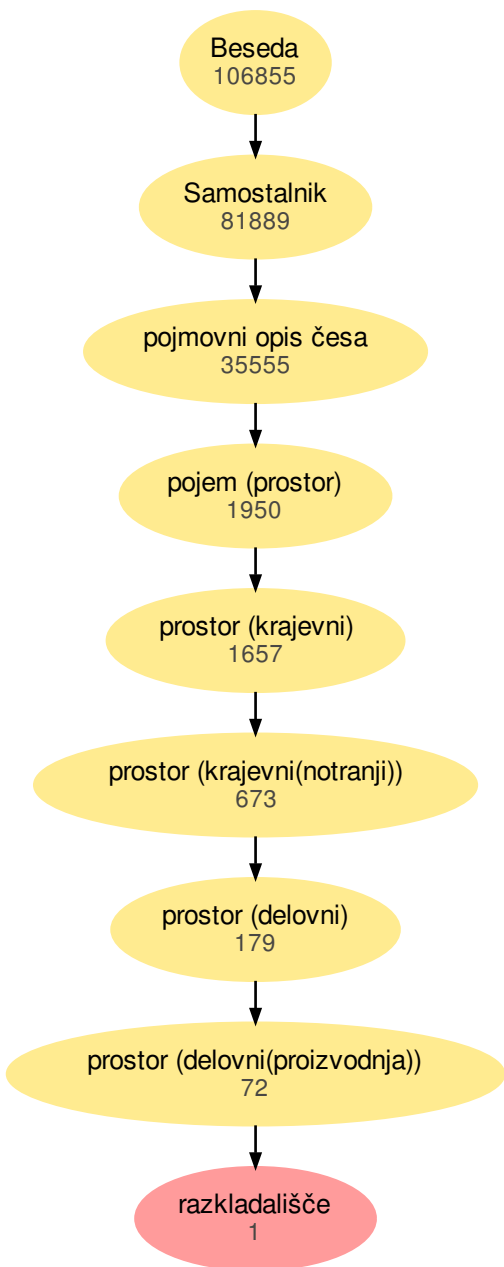 Beseda
106855
Samostalnik
81889
pojmovni opis česa
35555
pojem (prostor)
1950
prostor (krajevni)
1657
prostor (krajevni(notranji))
673
prostor (delovni)
179
prostor (delovni(proizvodnja))
72
razkladališče
1